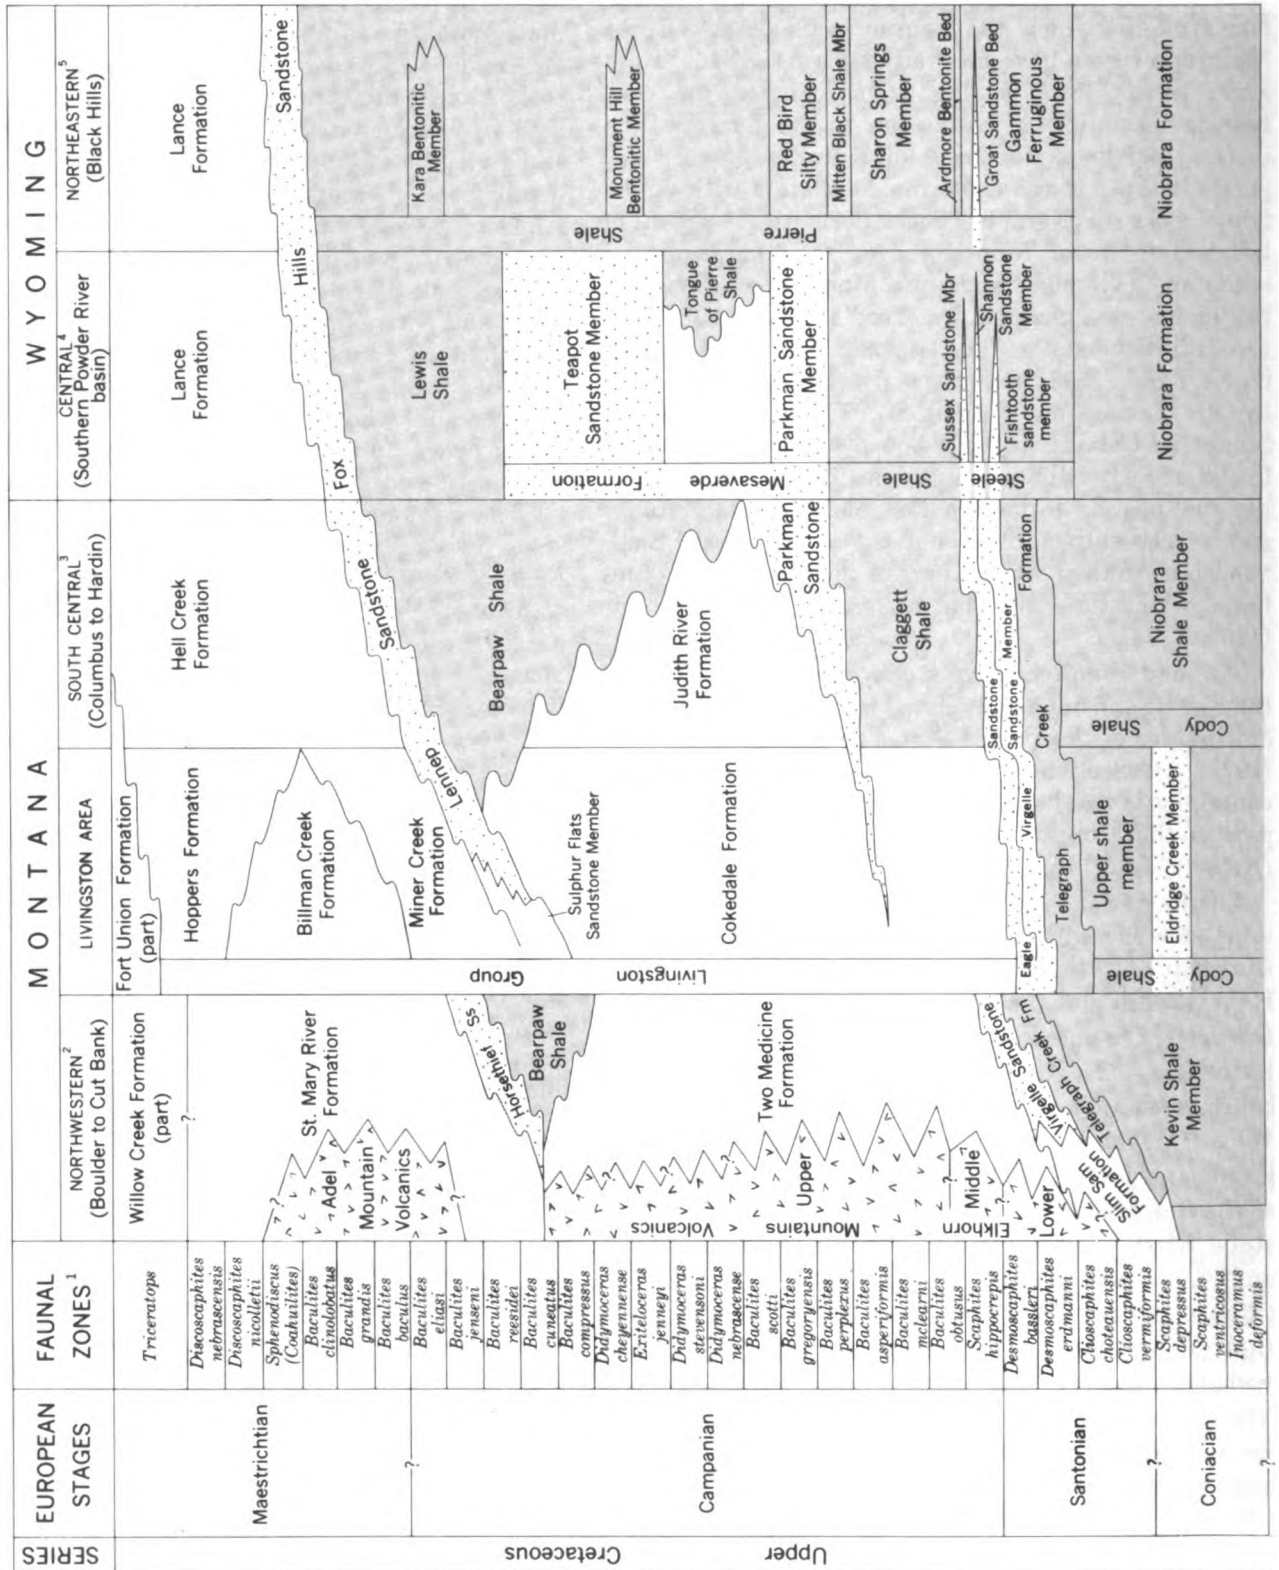 SERIES
Upper Cretaceous
EUROPEAN
STAGES
Maestrichtian
?
Campanian
Santonian
?
Coniacian
?
FAUNAL
ZONES 1
Triceratops
Discoscaphites
nebrascensis
Discoscaphites
nicolletii
Sphenodiscus
(Coahuilites)
Baculites
clinolobatus
Baculites
grandis
Baculites
baculus
Baculites
eliasi
Baculites
jenseni
Baculites
reesidei
Baculites
cuneatus
Baculites
compressus
Didymoceras
cheyennense
Exiteloceras
jenneyi
Didymoceras
stevensoni
Didymoceras
nebrascense
Baculites
scotti
Baculites
gregoryensis
Baculites
perplexus
Baculites
asperiformis
Baculites
mclearni
Baculites
obtusus
Scaphites
hippocrepis
Desmoscaphites
bassleri
Desmoscaphites
erdmanni
Clioscaphites
choteauensis
Clioscaphites
vermiformis
Scaphites
depressus
Scaphites
ventricosus
Inoceramus
deformis
MONTANA
NORTHWESTERN 2
(Boulder to Cut Bank)
Willow Creek Formation
(part)
?
St. Mary River
Formation
?
Adel
Mountain
Volcanics
?
Horsethief Ss
Bearpaw
Shale
Two Medicine
Formation
Upper
?
Middle
?
Lower
?
Elkhorn Mountains Volcanics
Virgelle Sandstone
Telegraph Creek Fm
Slim Sam
Formation
Kevin Shale
Member
LIVINGSTON AREA
Fort Union Formation
(part)
Hoppers Formation
Billman Creek
Formation
Miner Creek
Formation
Sulphur Flats
Sandstone Member
Cokedale Formation
Livingston Group
Eagle Sandstone
Virgelle Sandstone Member
Telegraph Creek Formation
Upper shale
member
Eldridge Creek Member
Cody Shale
SOUTH CENTRAL 3
(Columbus to Hardin)
Hell Creek
Formation
Lennep Sandstone
Bearpaw Shale
Judith River
Formation
Parkman
Sandstone
Claggett
Shale
Niobrara
Shale Member
Cody Shale
WYOMING
CENTRAL 4
(Southern Powder River
basin)
Lance
Formation
Fox Hills Sandstone
Lewis
Shale
Teapot
Sandstone Member
Tongue
of Pierre
Shale
Parkman Sandstone
Member
Mesaverde Formation
Sussex Sandstone Mbr
Shannon
Sandstone
Member
Fishtooth
sandstone
member
Steele Shale
Niobrara Formation
NORTHEASTERN 5
(Black Hills)
Lance
Formation
Kara Bentonitic
Member
Monument Hill
Bentonitic Member
Red Bird
Silty Member
Mitten Black Shale Mbr
Sharon Springs
Member
Ardmore Bentonite Bed
Groat Sandstone Bed
Gammon
Ferruginous
Member
Pierre Shale
Niobrara Formation